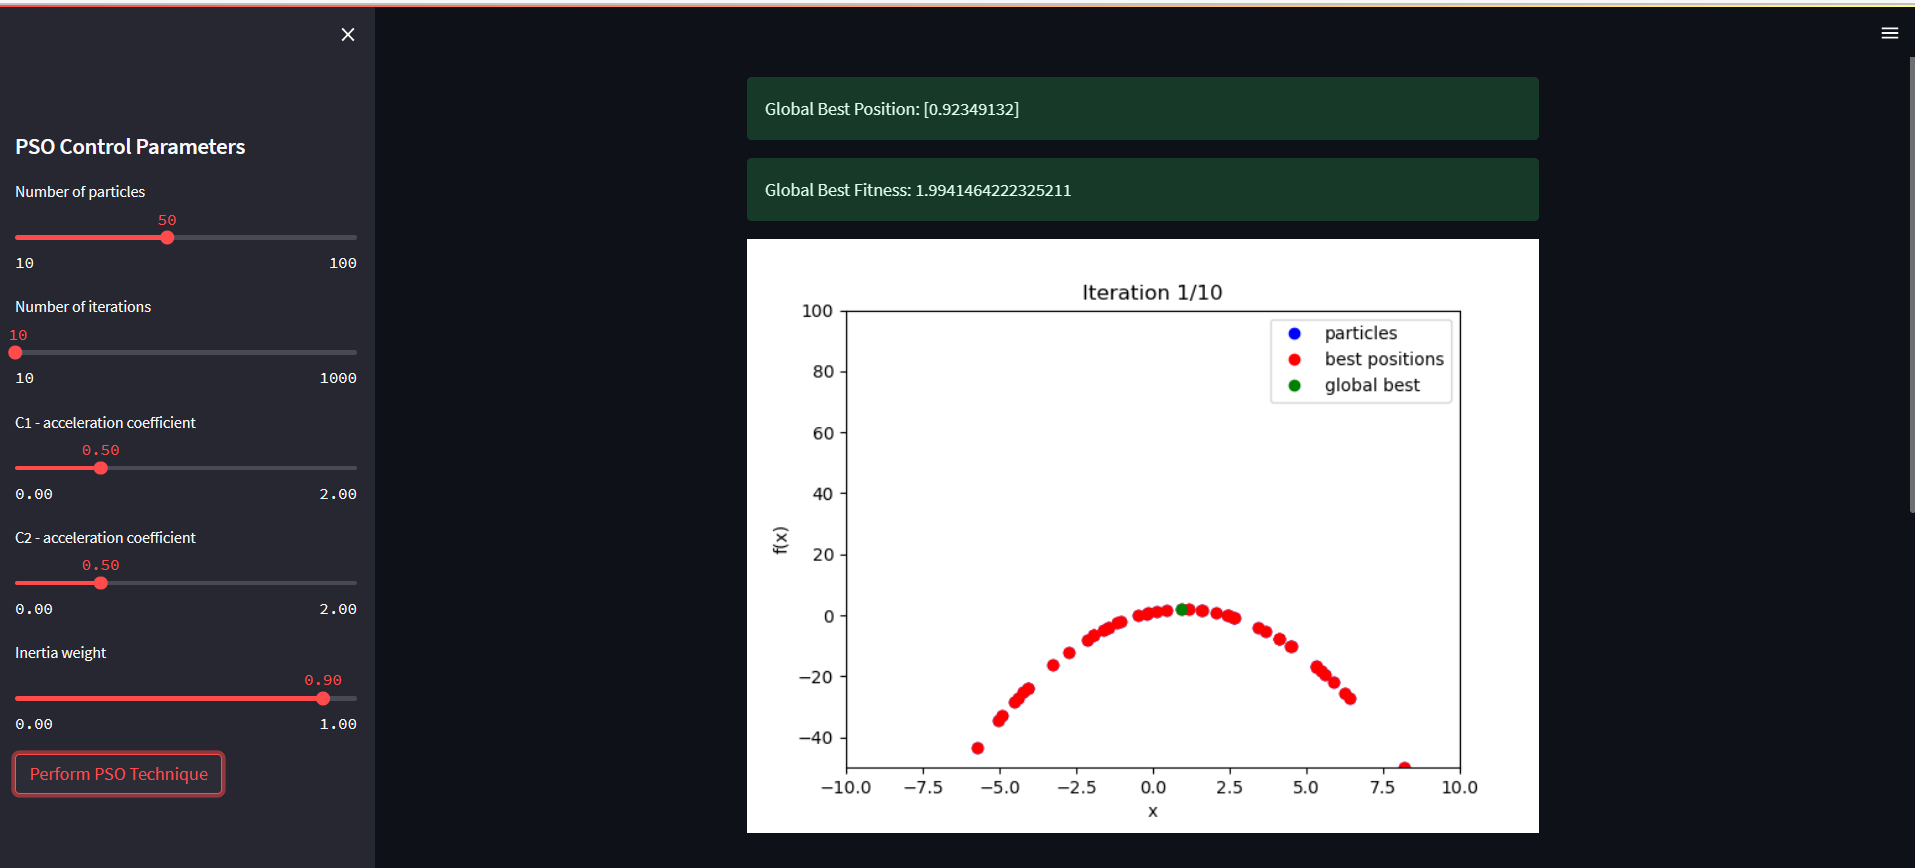 PSO Control Parameters
Number of particles
50
10 100
Number of iterations
10
10 1000
C1 - acceleration coefficient
0.50
0.00 2.00
C2 - acceleration coefficient
0.50
0.00 2.00
Inertia weight
0.90
0.00 1.00
Perform PSO Technique
Global Best Position: [0.92349132]
Global Best Fitness: 1.9941464222325211
Iteration 1/10
particles
best positions
global best
f(x)
100
80
60
40
20
0
−20
−40
−10.0 −7.5 −5.0 −2.5 0.0 2.5 5.0 7.5 10.0
x